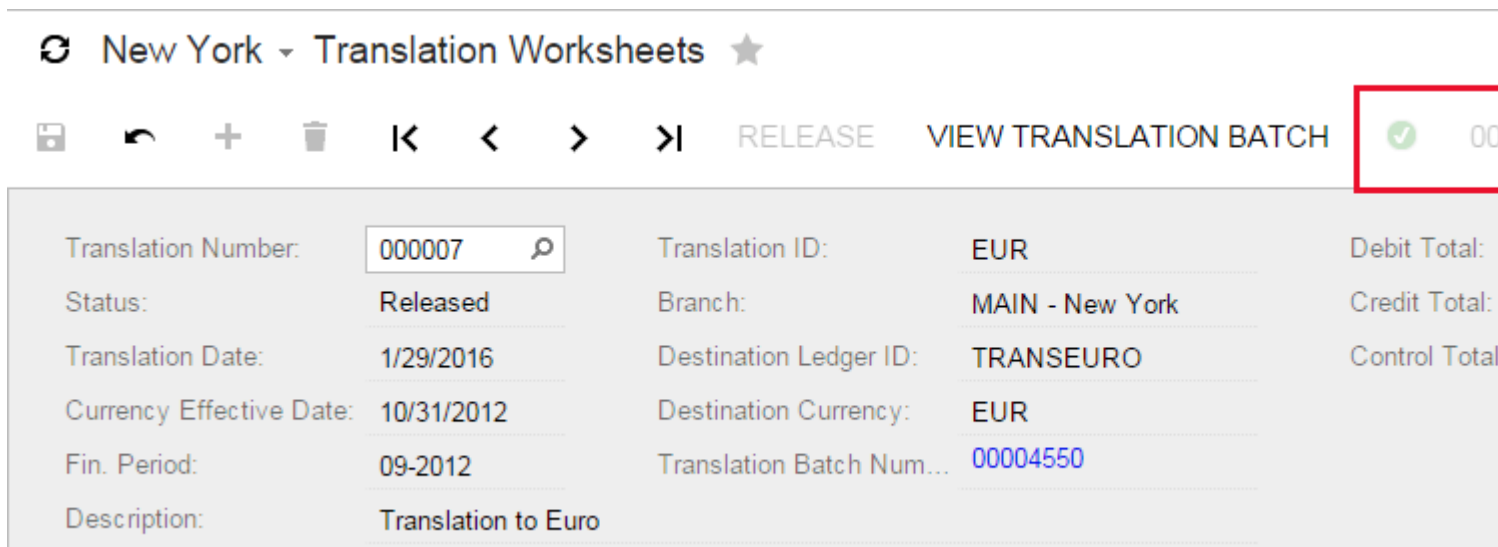 New York Translation Worksheets
RELEASE VIEW TRANSLATION BATCH 00
Translation Number: 000007 Translation ID: EUR Debit Total:
Status: Released Branch: MAIN - New York Credit Total:
Translation Date: 1/29/2016 Destination Ledger ID: TRANSEURO Control Total
Currency Effective Date: 10/31/2012 Destination Currency: EUR
Fin. Period: 09-2012 Translation Batch Num... 00004550
Description: Translation to Euro